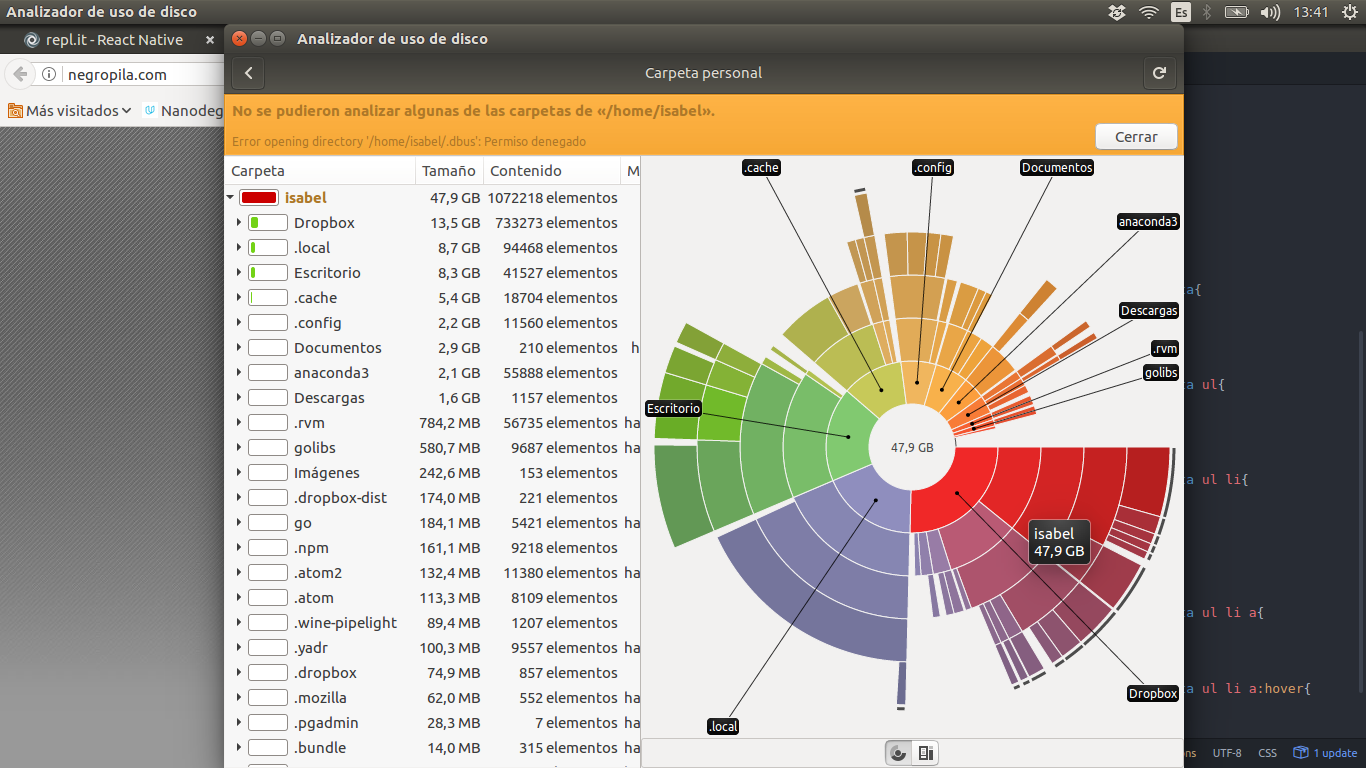 Analizador de uso de disco
Es
13:41
repl.it - React Native
Analizador de uso de disco
negropila.com
Carpeta personal
Más visitados
Nanodeg
No se pudieron analizar algunas de las carpetas de «/home/isabel».
Error opening directory '/home/isabel/.dbus': Permiso denegado
Cerrar
Carpeta Tamaño Contenido M
isabel 47,9 GB 1072218 elementos
Dropbox 13,5 GB 733273 elementos
.local 8,7 GB 94468 elementos
Escritorio 8,3 GB 41527 elementos
.cache 5,4 GB 18704 elementos
.config 2,2 GB 11560 elementos
Documentos 2,9 GB 210 elementos h
anaconda3 2,1 GB 55888 elementos
Descargas 1,6 GB 1157 elementos
.rvm 784,2 MB 56735 elementos ha
golibs 580,7 MB 9687 elementos ha
Imágenes 242,6 MB 153 elementos
.dropbox-dist 174,0 MB 221 elementos
go 184,1 MB 5421 elementos ha
.npm 161,1 MB 9218 elementos
.atom2 132,4 MB 11380 elementos ha
.atom 113,3 MB 8109 elementos
.wine-pipelight 89,4 MB 1207 elementos
.yadr 100,3 MB 9557 elementos ha
.dropbox 74,9 MB 857 elementos
.mozilla 62,0 MB 552 elementos ha
.pgadmin 28,3 MB 7 elementos ha
.bundle 14,0 MB 315 elementos ha
.cache
.config
Documentos
anaconda3
Descargas
.rvm
golibs
Escritorio
47,9 GB
isabel
47,9 GB
Dropbox
.local
a{
a ul{
a ul li{
a ul li a{
a ul li a:hover{
ns UTF-8 CSS 1 update